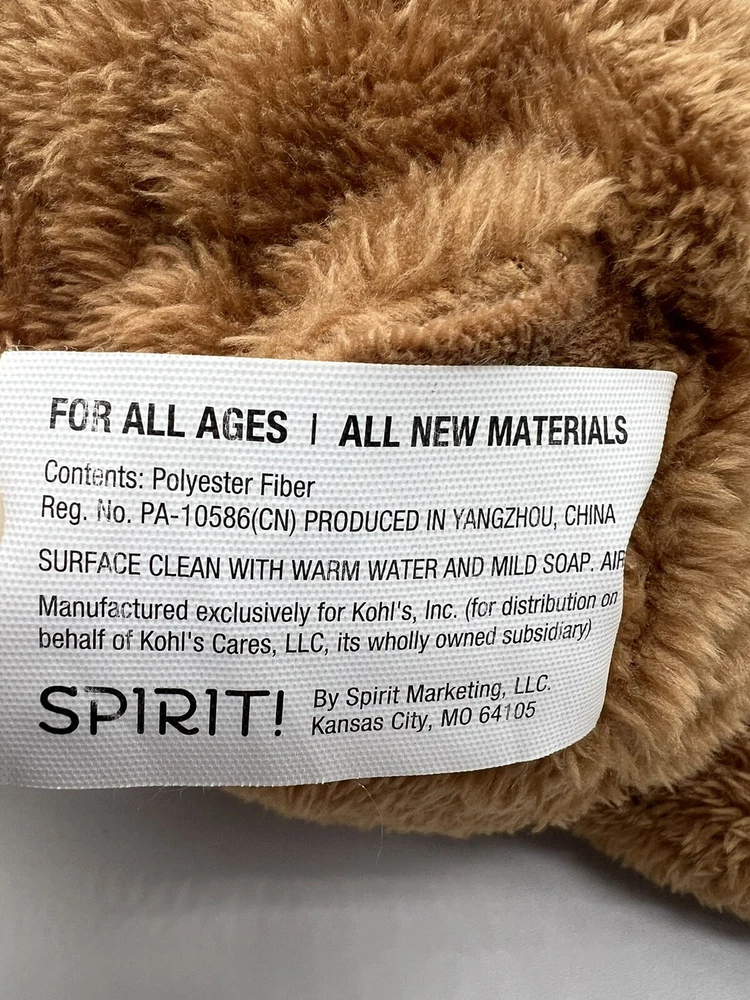 FOR ALL AGES | ALL NEW MATERIALS
Contents: Polyester Fiber
Reg. No. PA-10586(CN) PRODUCED IN YANGZHOU, CHINA
SURFACE CLEAN WITH WARM WATER AND MILD SOAP. AIR
Manufactured exclusively for Kohl's, Inc. (for distribution on
behalf of Kohl's Cares, LLC, its wholly owned subsidiary)
SPIRIT! By Spirit Marketing, LLC.
Kansas City, MO 64105